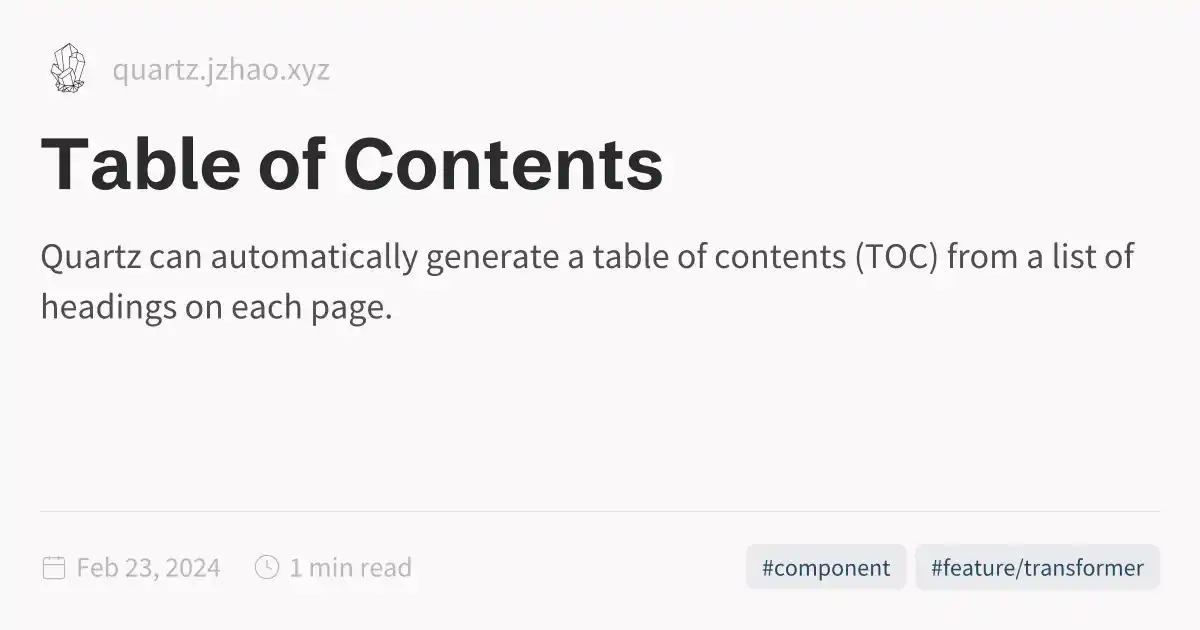 quartz.jzhao.xyz
Table of Contents
Quartz can automatically generate a table of contents (TOC) from a list of
headings on each page.
Feb 23, 2024 1 min read #component #feature/transformer